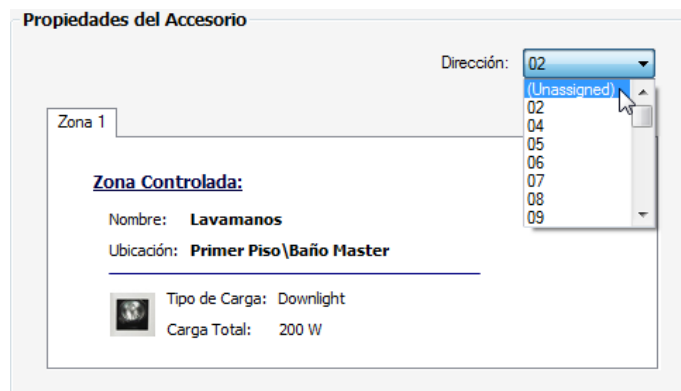 Propiedades del Accesorio
Dirección: 02
(Unassigned)
02
04
05
06
07
08
09
Zona 1
Zona Controlada:
Nombre: Lavamanos
Ubicación: Primer Piso\Baño Master
Tipo de Carga: Downlight
Carga Total: 200 W